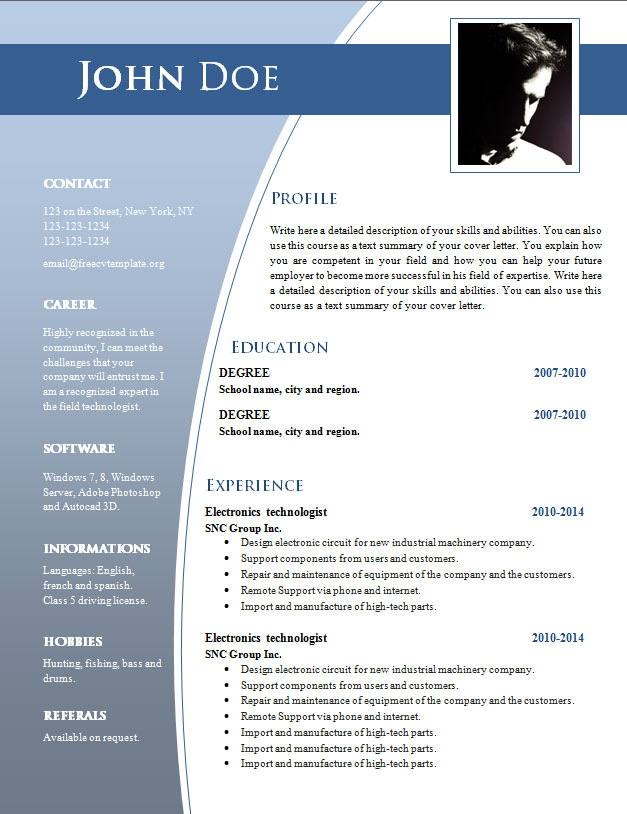 JOHN DOE
CONTACT
123 on the Street, New York, NY
123-123-1234
123-123-1234
email@freecvtemplate.org
CAREER
Highly recognized in the
community, I can meet the
challenges that your
company will entrust me. I
am a recognized expert in
the field technologist.
SOFTWARE
Windows 7, 8, Windows
Server, Adobe Photoshop
and Autocad 3D.
INFORMATIONS
Languages: English,
french and spanish.
Class 5 driving license.
HOBBIES
Hunting, fishing, bass and
drums.
REFERALS
Available on request.
PROFILE
Write here a detailed description of your skills and abilities. You can also
use this course as a text summary of your cover letter. You explain how
you are competent in your field and how you can help your future
employer to become more successful in his field of expertise. Write here
a detailed description of your skills and abilities. You can also use this
course as a text summary of your cover letter.
EDUCATION
DEGREE 2007-2010
School name, city and region.
DEGREE 2007-2010
School name, city and region.
EXPERIENCE
Electronics technologist 2010-2014
SNC Group Inc.
• Design electronic circuit for new industrial machinery company.
• Support components from users and customers.
• Repair and maintenance of equipment of the company and the customers.
• Remote Support via phone and internet.
• Import and manufacture of high-tech parts.
Electronics technologist 2010-2014
SNC Group Inc.
• Design electronic circuit for new industrial machinery company.
• Support components from users and customers.
• Repair and maintenance of equipment of the company and the customers.
• Remote Support via phone and internet.
• Import and manufacture of high-tech parts.
• Import and manufacture of high-tech parts.
• Import and manufacture of high-tech parts.